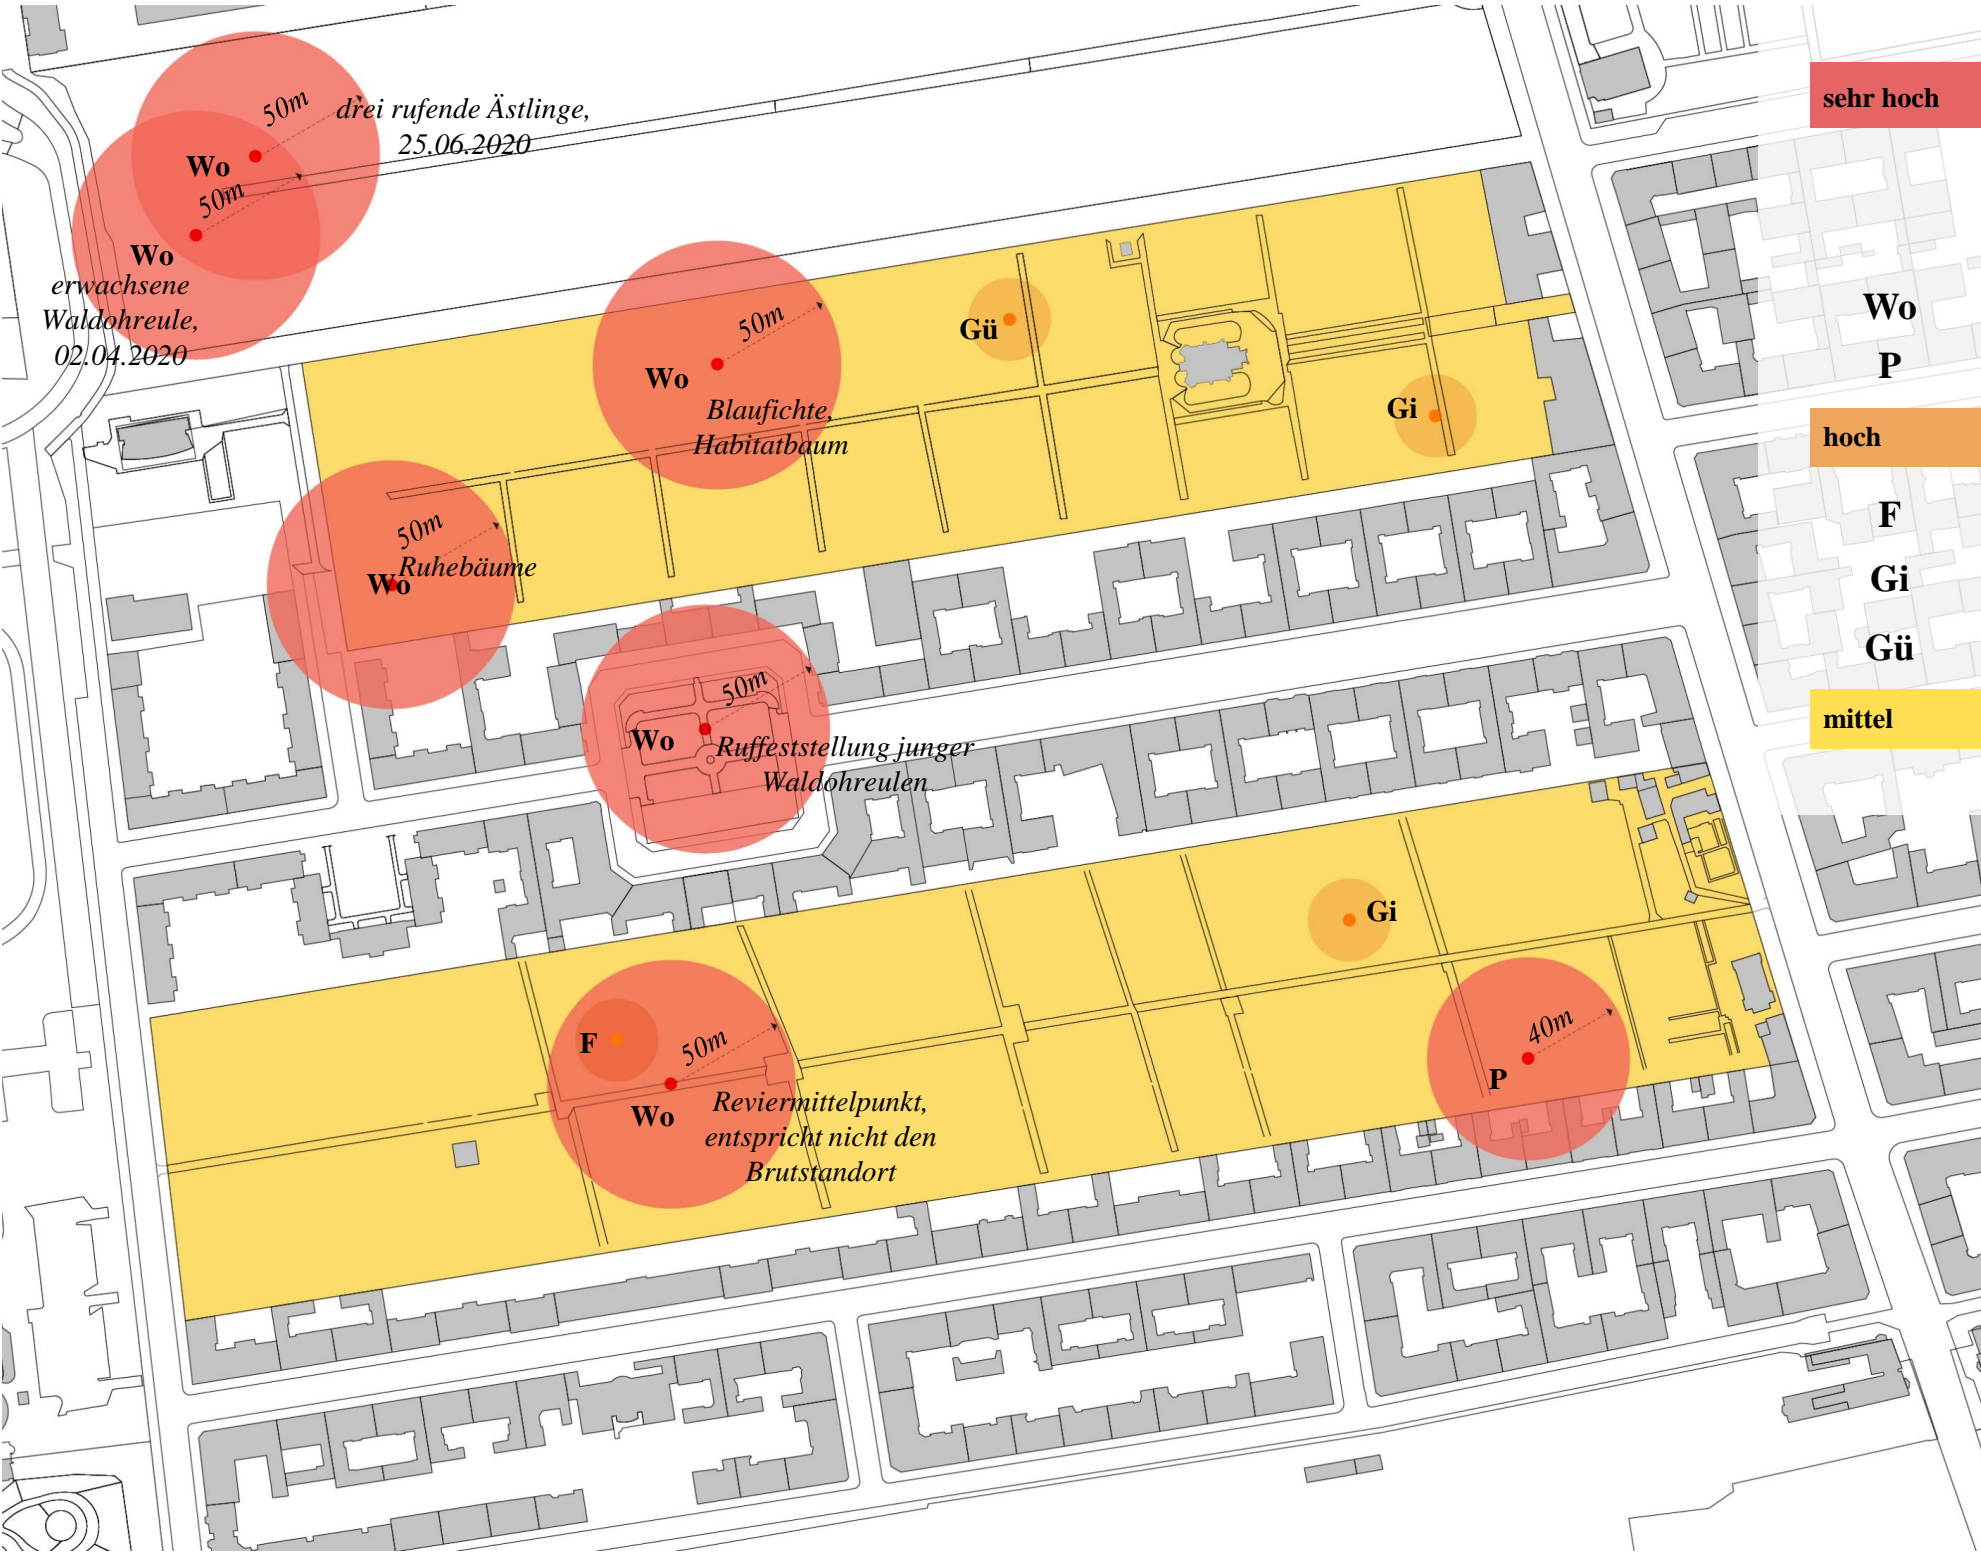 50m
drei rufende Ästlinge,
25.06.2020
Wo
50m
Wo
erwachsene
Waldohreule,
02.04.2020
50m
Wo
Blaufichte,
Habitatbaum
Gü
Gi
50m
Ruhebäume
Wo
50m
Wo
Ruffeststellung junger
Waldohreulen
Gi
F
50m
Wo
Reviermittelpunkt,
entspricht nicht den
Brutstandort
40m
P
sehr hoch
Wo
P
hoch
F
Gi
Gü
mittel